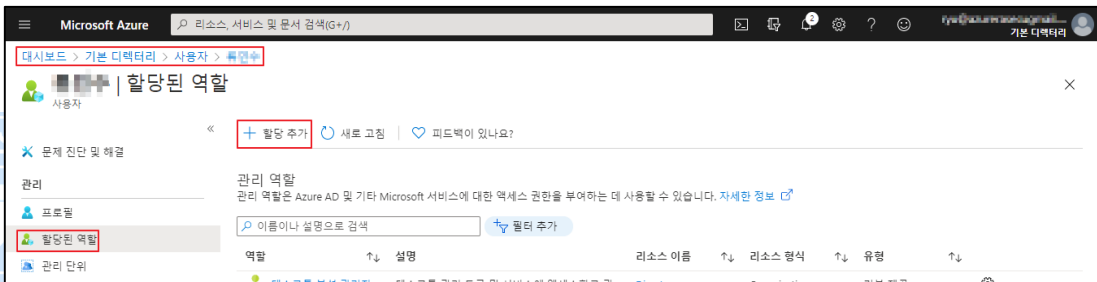 Microsoft Azure
리소스, 서비스 및 문서 검색(G+/)
2
기본 디렉터리
대시보드 > 기본 디렉터리 > 사용자 >
| 할당된 역할
사용자
문제 진단 및 해결
관리
프로필
할당된 역할
관리 단위
할당 추가
새로 고침
피드백이 있나요?
관리 역할
관리 역할은 Azure AD 및 기타 Microsoft 서비스에 대한 액세스 권한을 부여하는 데 사용할 수 있습니다. 자세한 정보
이름이나 설명으로 검색
필터 추가
역할 설명 리소스 이름 리소스 형식 유형